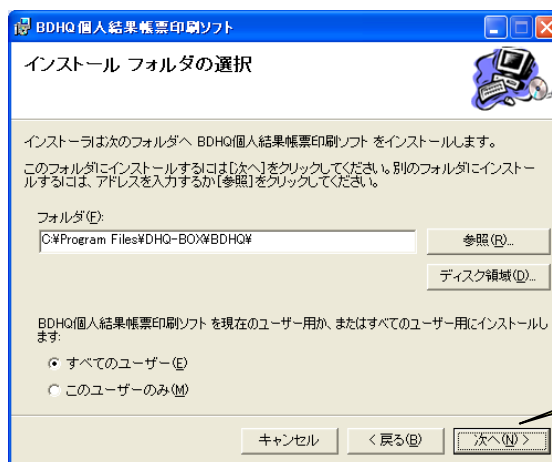 BDHQ個人結果帳票印刷ソフト
インストール フォルダの選択
インストーラは次のフォルダへ BDHQ個人結果帳票印刷ソフト をインストールします。
このフォルダにインストールするには[次へ]をクリックしてください。別のフォルダにインストー
ルするには、アドレスを入力するか[参照]をクリックしてください。
フォルダ(F):
C:¥Program Files¥DHQ-BOX¥BDHQ¥
参照(R)...
ディスク領域(D)...
BDHQ個人結果帳票印刷ソフト を現在のユーザー用か、またはすべてのユーザー用にインストールし
ます:
すべてのユーザー(E)
このユーザーのみ(M)
キャンセル
< 戻る(B)
次へ(N) >